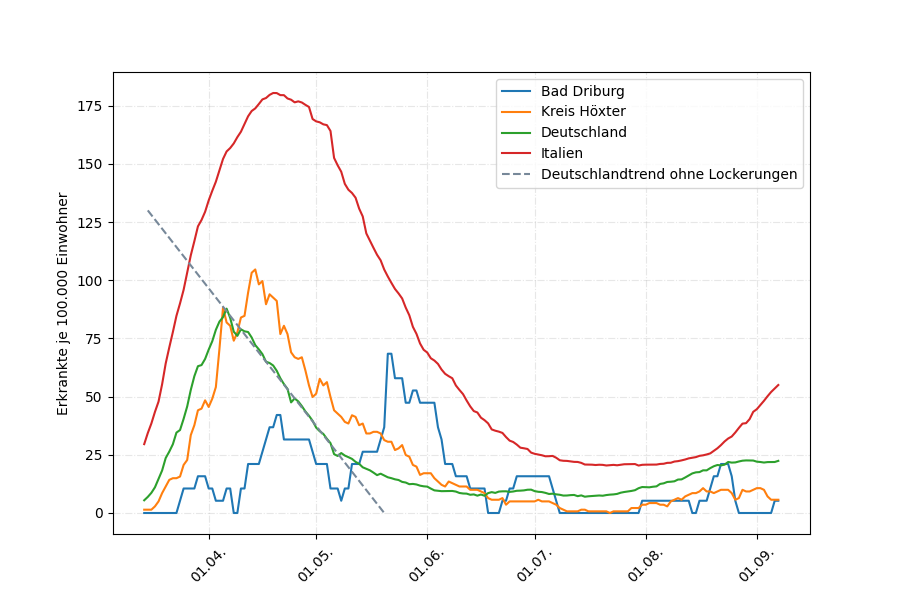 Erkrankte je 100.000 Einwohner
175
150
125
100
75
50
25
0
Bad Driburg
Kreis Höxter
Deutschland
Italien
Deutschlandtrend ohne Lockerungen
01.04.
01.05.
01.06.
01.07.
01.08.
01.09.